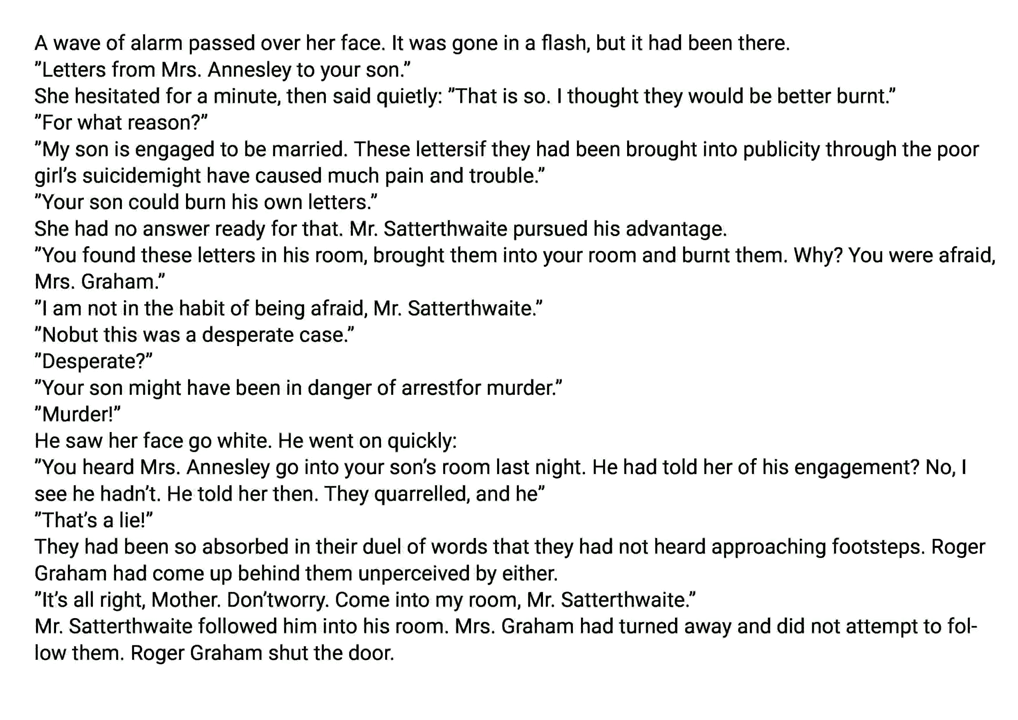 A wave of alarm passed over her face. It was gone in a flash, but it had been there.
”Letters from Mrs. Annesley to your son.”
She hesitated for a minute, then said quietly: ”That is so. I thought they would be better burnt.”
”For what reason?”
”My son is engaged to be married. These lettersif they had been brought into publicity through the poor
girl’s suicidemight have caused much pain and trouble.”
”Your son could burn his own letters.”
She had no answer ready for that. Mr. Satterthwaite pursued his advantage.
”You found these letters in his room, brought them into your room and burnt them. Why? You were afraid,
Mrs. Graham.”
”I am not in the habit of being afraid, Mr. Satterthwaite.”
”Nobut this was a desperate case.”
”Desperate?”
”Your son might have been in danger of arrestfor murder.”
”Murder!”
He saw her face go white. He went on quickly:
”You heard Mrs. Annesley go into your son’s room last night. He had told her of his engagement? No, I
see he hadn’t. He told her then. They quarrelled, and he”
”That’s a lie!”
They had been so absorbed in their duel of words that they had not heard approaching footsteps. Roger
Graham had come up behind them unperceived by either.
”It’s all right, Mother. Don’tworry. Come into my room, Mr. Satterthwaite.”
Mr. Satterthwaite followed him into his room. Mrs. Graham had turned away and did not attempt to fol-
low them. Roger Graham shut the door.